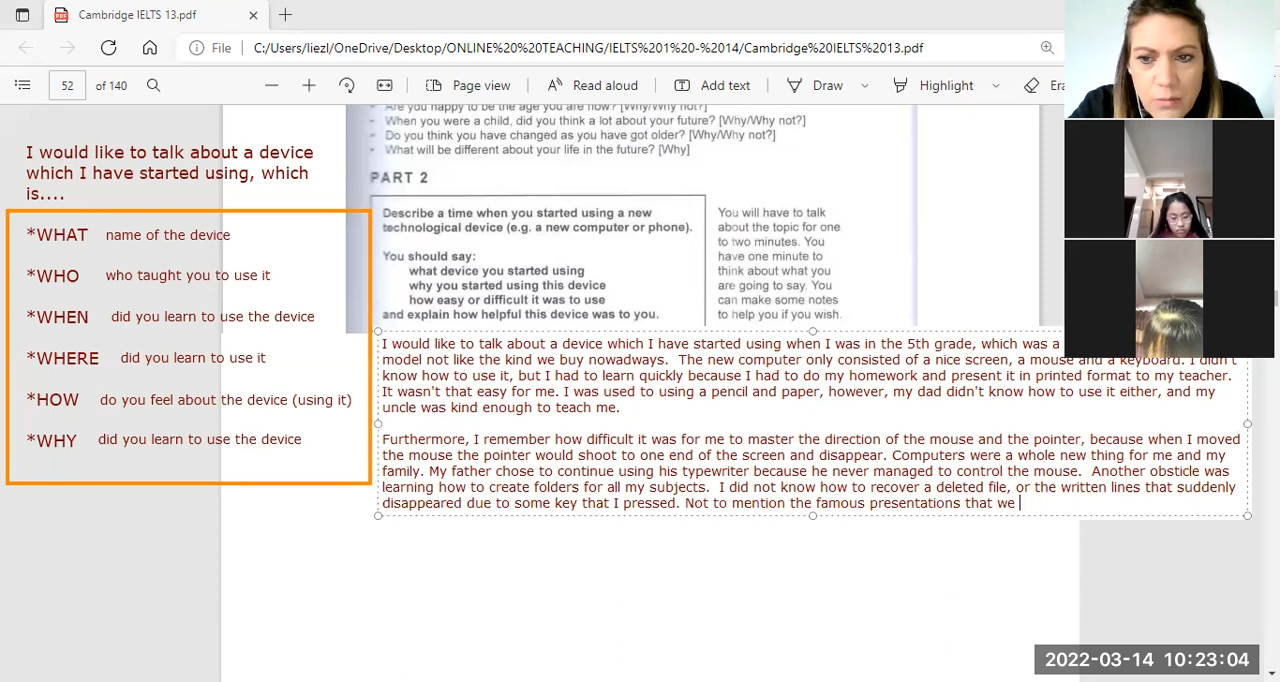 Cambridge IELTS 13.pdf
File C:/Users/liezl/OneDrive/Desktop/ONLINE%20%20TEACHING/IELTS%201%20-%2014/Cambridge%20IELTS%2013.pdf
52 of 140 Page view Read aloud Add text Draw Highlight Era
Are you happy to be the age you are now? [Why/Why not?]
When you were a child, did you think a lot about your future? [Why/Why not?]
Do you think you have changed as you have got older? [Why/Why not?]
What will be different about your life in the future? [Why]
PART 2
Describe a time when you started using a new
technological device (e.g. a new computer or phone).
You should say:
what device you started using
why you started using this device
how easy or difficult it was to use
and explain how helpful this device was to you.
You will have to talk
about the topic for one
to two minutes. You
have one minute to
think about what you
are going to say. You
can make some notes
to help you if you wish.
I would like to talk about a device
which I have started using, which
is....
*WHAT name of the device
*WHO who taught you to use it
*WHEN did you learn to use the device
*WHERE did you learn to use it
*HOW do you feel about the device (using it)
*WHY did you learn to use the device
I would like to talk about a device which I have started using when I was in the 5th grade, which was a
model not like the kind we buy nowadways. The new computer only consisted of a nice screen, a mouse and a keyboard. I didn't
know how to use it, but I had to learn quickly because I had to do my homework and present it in printed format to my teacher.
It wasn't that easy for me. I was used to using a pencil and paper, however, my dad didn't know how to use it either, and my
uncle was kind enough to teach me.
Furthermore, I remember how difficult it was for me to master the direction of the mouse and the pointer, because when I moved
the mouse the pointer would shoot to one end of the screen and disappear. Computers were a whole new thing for me and my
family. My father chose to continue using his typewriter because he never managed to control the mouse. Another obsticle was
learning how to create folders for all my subjects. I did not know how to recover a deleted file, or the written lines that suddenly
disappeared due to some key that I pressed. Not to mention the famous presentations that we
2022-03-14 10:23:04